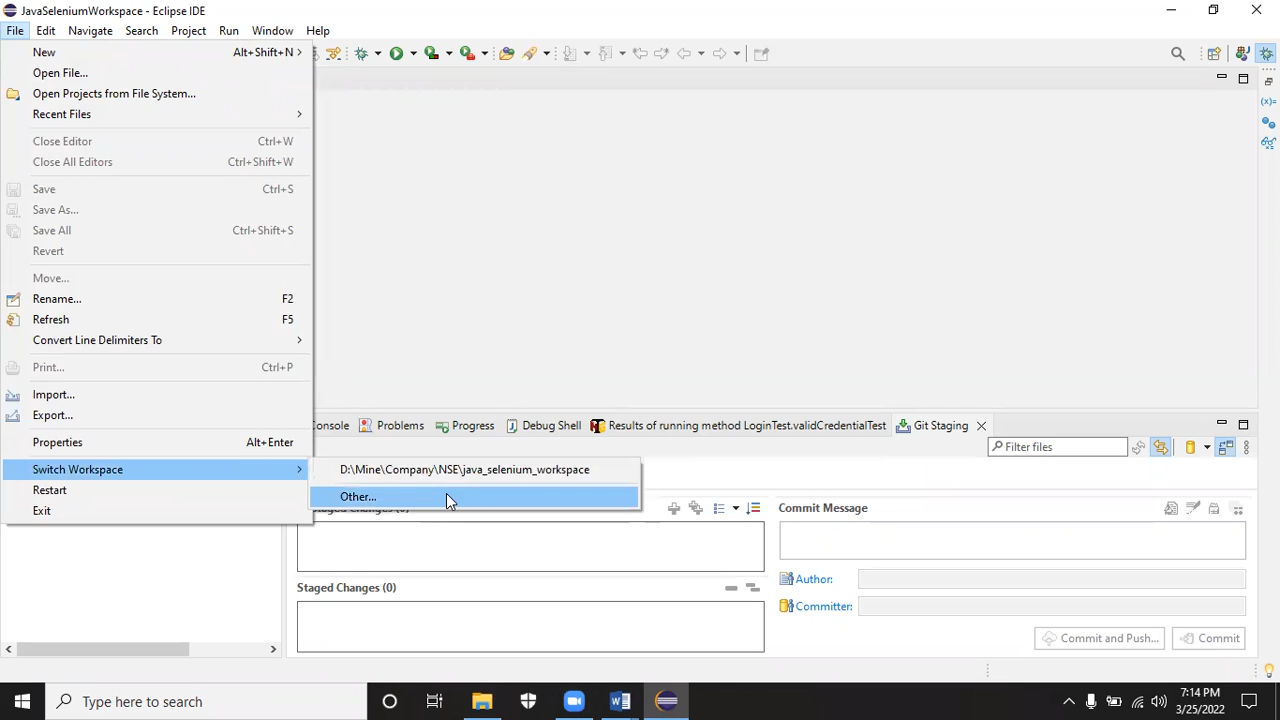 JavaSeleniumWorkspace - Eclipse IDE
File Edit Navigate Search Project Run Window Help
New Alt+Shift+N
Open File...
Open Projects from File System...
Recent Files
Close Editor Ctrl+W
Close All Editors Ctrl+Shift+W
Save Ctrl+S
Save As...
Save All Ctrl+Shift+S
Revert
Move...
Rename... F2
Refresh F5
Convert Line Delimiters To
Print... Ctrl+P
Import...
Export...
Properties Alt+Enter
Switch Workspace
Restart
Exit
D:\Mine\Company\NSE\java_selenium_workspace
Other...
Console Problems Progress Debug Shell Results of running method LoginTest.validCredentialTest Git Staging
Filter files
Unstaged Changes (0)
Staged Changes (0)
Commit Message
Author:
Committer:
Commit and Push... Commit
Type here to search
7:14 PM
3/25/2022